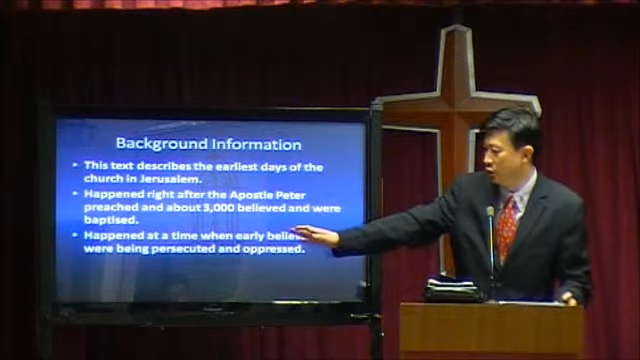 Background Information
• This text describes the earliest days of the
church in Jerusalem.
• Happened right after the Apostle Peter
preached and about 3,000 believed and were
baptised.
• Happened at a time when early
were being persecuted and oppressed.